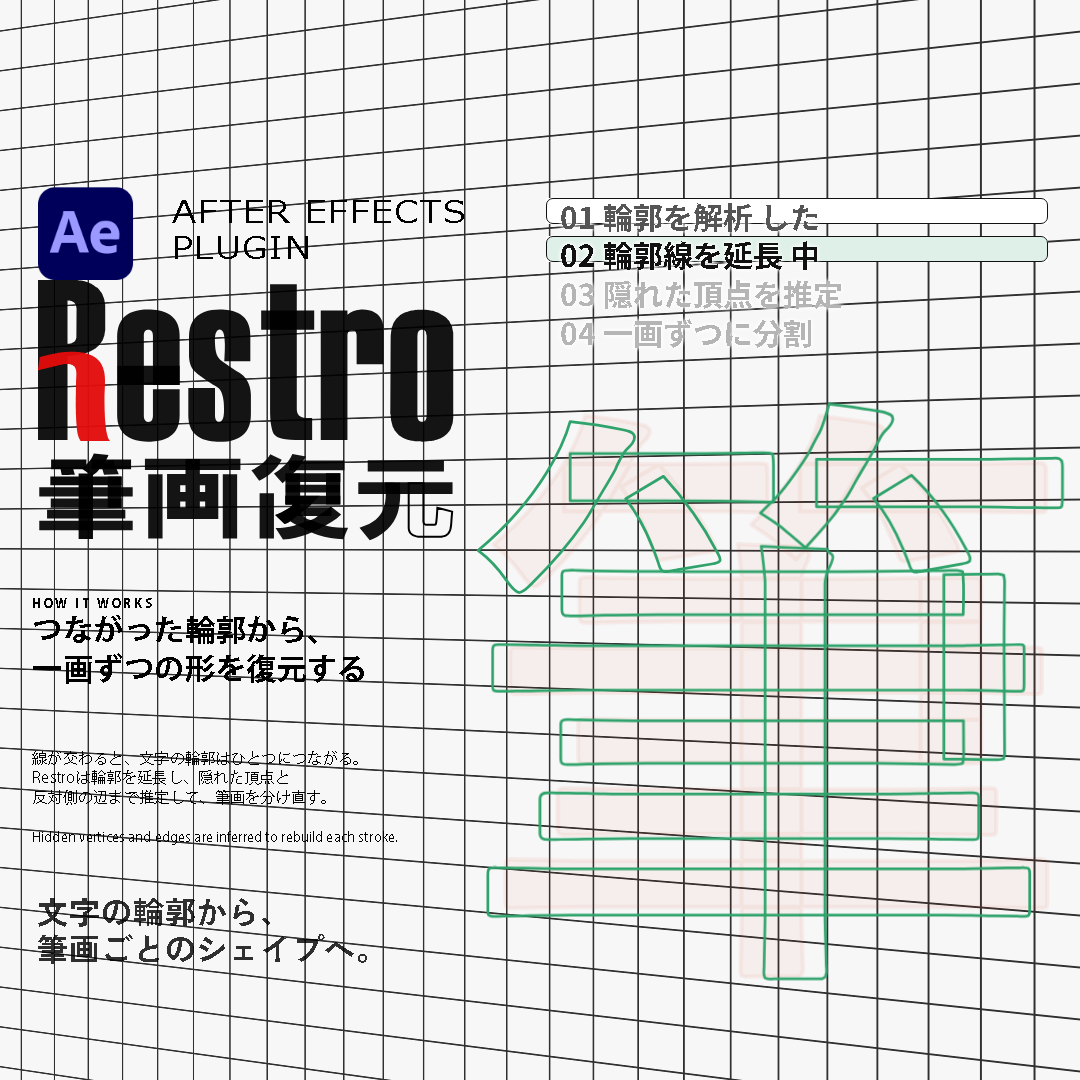 Ae
AFTER EFFECTS
PLUGIN
Restro
筆画復元
01 輪郭を解析 した
02 輪郭線を延長 中
03 隠れた頂点を推定
04 一画ずつに分割
筆
HOW IT WORKS
つながった輪郭から、
一画ずつの形を復元する
線が交わると、文字の輪郭はひとつにつながる。
Restroは輪郭を延長し、隠れた頂点と
反対側の辺まで推定して、筆画を分け直す。
Hidden vertices and edges are inferred to rebuild each stroke.
文字の輪郭から、
筆画ごとのシェイプへ。